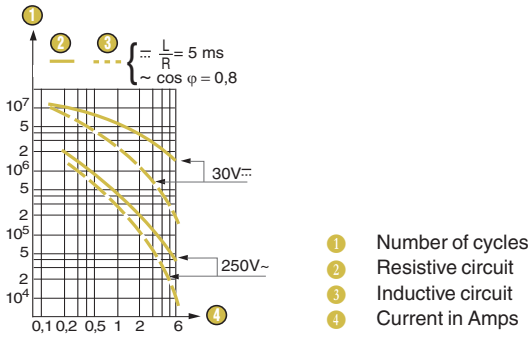 1
2 3
⎓ L/R = 5 ms
~ cos φ = 0,8
10⁷
5
2
10⁶
5
2
10⁵
5
2
10⁴
30V⎓
250V~
0,1 0,2 0,5 1 2 6
4
1 Number of cycles
2 Resistive circuit
3 Inductive circuit
4 Current in Amps